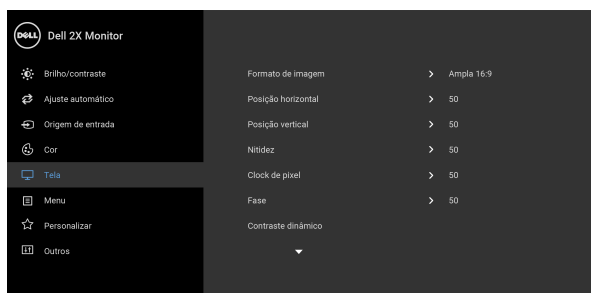 DELL Dell 2X Monitor
Brilho/contraste
Ajuste automático
Origem de entrada
Cor
Tela
Menu
Personalizar
Outros
Formato de imagem > Ampla 16:9
Posição horizontal > 50
Posição vertical > 50
Nitidez > 50
Clock de pixel > 50
Fase > 50
Contraste dinâmico